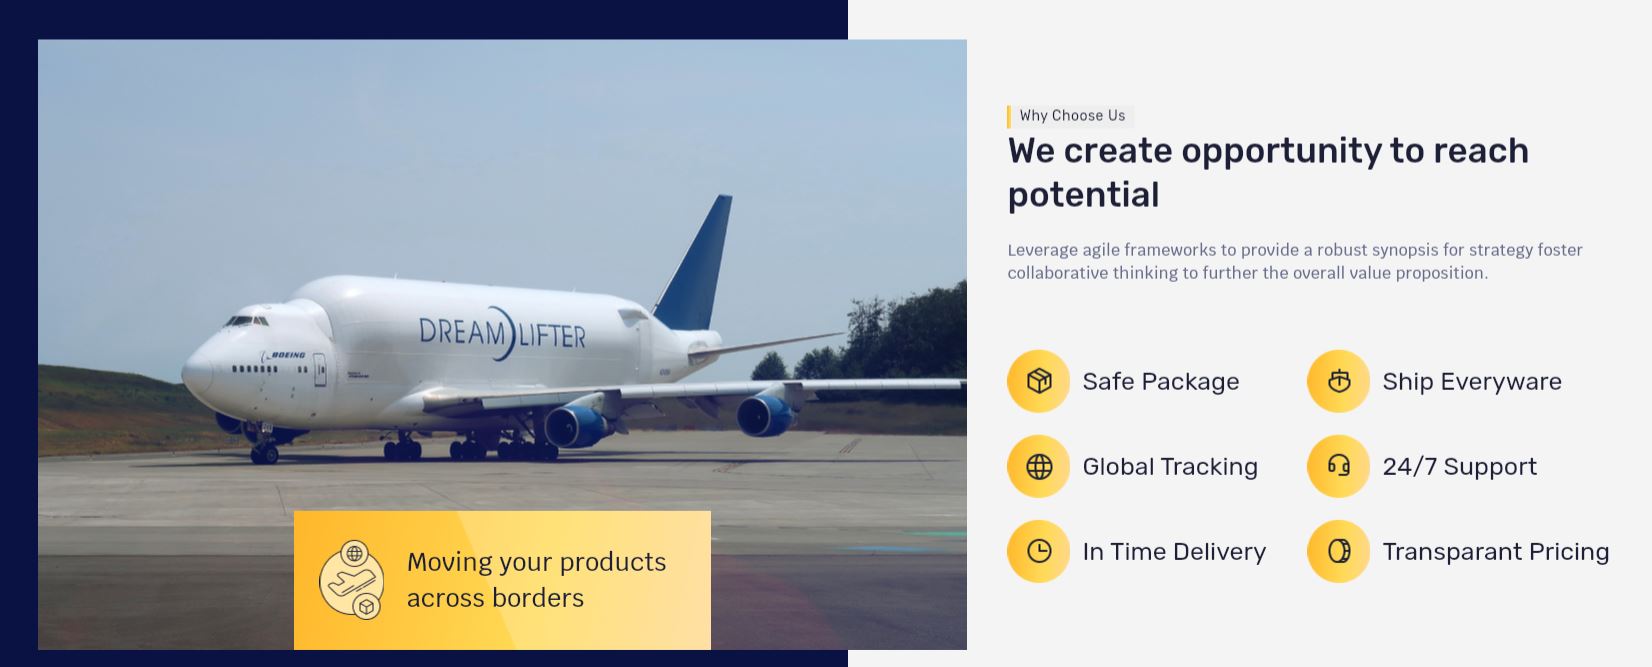 Why Choose Us
We create opportunity to reach
potential
Leverage agile frameworks to provide a robust synopsis for strategy foster
collaborative thinking to further the overall value proposition.
DREAM LIFTER
BOEING
Safe Package
Ship Everyware
Global Tracking
24/7 Support
In Time Delivery
Transparant Pricing
Moving your products
across borders